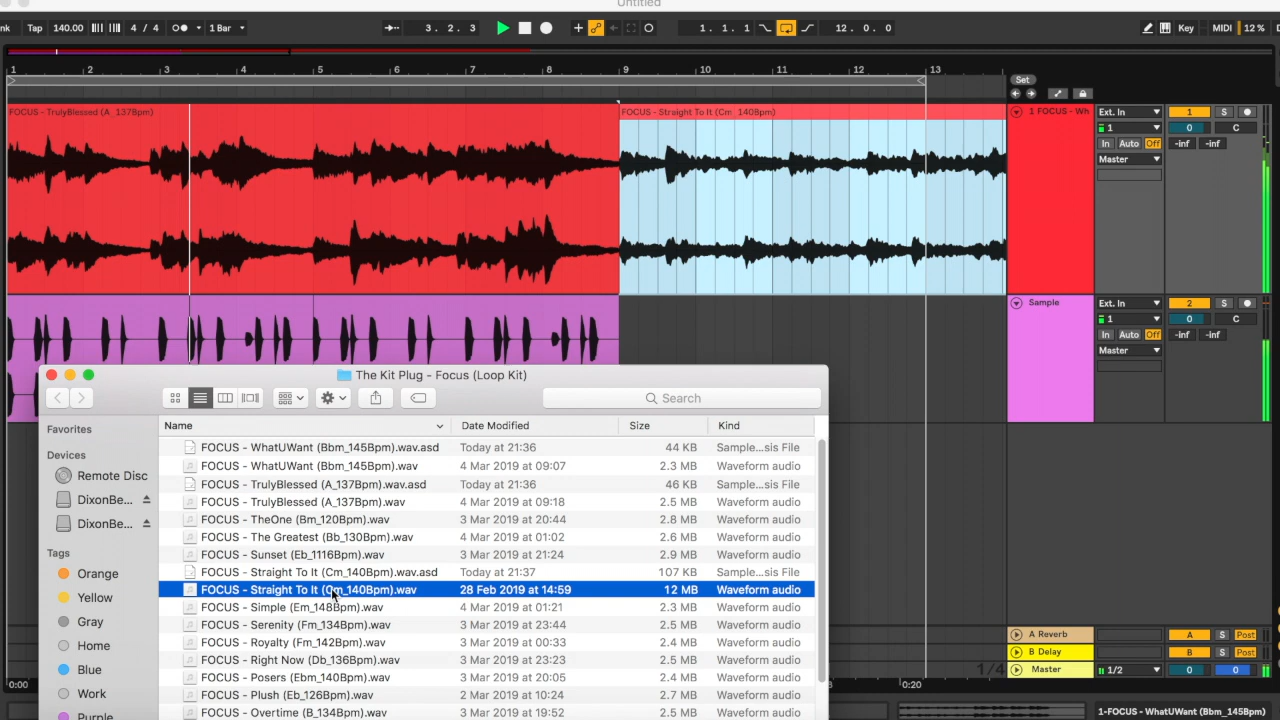 Untitled
nk Tap 140.00 4 / 4 1 Bar 3. 2. 3 1. 1. 1 12. 0. 0 Key MIDI 12 %
1 2 3 4 5 6 7 8 9 10 11 12 13
Set
FOCUS - TrulyBlessed (A_137Bpm) FOCUS - Straight To It (Cm_140Bpm) 1 FOCUS - Wh Ext. In 1 S
1 0 C
In Auto Off -inf -inf
Master
Sample Ext. In 2 S
1 0 C
In Auto Off -inf -inf
Master
The Kit Plug - Focus (Loop Kit)
Search
Favorites
Devices
Remote Disc
DixonBe...
DixonBe...
Tags
Orange
Yellow
Gray
Home
Blue
Work
Purple
Name Date Modified Size Kind
FOCUS - WhatUWant (Bbm_145Bpm).wav.asd Today at 21:36 44 KB Sample...sis File
FOCUS - WhatUWant (Bbm_145Bpm).wav 4 Mar 2019 at 09:07 2.3 MB Waveform audio
FOCUS - TrulyBlessed (A_137Bpm).wav.asd Today at 21:36 46 KB Sample...sis File
FOCUS - TrulyBlessed (A_137Bpm).wav 4 Mar 2019 at 09:18 2.5 MB Waveform audio
FOCUS - TheOne (Bm_120Bpm).wav 3 Mar 2019 at 20:44 2.8 MB Waveform audio
FOCUS - The Greatest (Bb_130Bpm).wav 4 Mar 2019 at 01:02 2.6 MB Waveform audio
FOCUS - Sunset (Eb_1116Bpm).wav 3 Mar 2019 at 21:24 2.9 MB Waveform audio
FOCUS - Straight To It (Cm_140Bpm).wav.asd Today at 21:37 107 KB Sample...sis File
FOCUS - Straight To It (Cm_140Bpm).wav 28 Feb 2019 at 14:59 12 MB Waveform audio
FOCUS - Simple (Em_148Bpm).wav 4 Mar 2019 at 01:21 2.3 MB Waveform audio
FOCUS - Serenity (Fm_134Bpm).wav 3 Mar 2019 at 23:44 2.5 MB Waveform audio
FOCUS - Royalty (Fm_142Bpm).wav 3 Mar 2019 at 00:33 2.4 MB Waveform audio
FOCUS - Right Now (Db_136Bpm).wav 3 Mar 2019 at 23:23 2.5 MB Waveform audio
FOCUS - Posers (Ebm_140Bpm).wav 3 Mar 2019 at 20:05 2.4 MB Waveform audio
FOCUS - Plush (Eb_126Bpm).wav 2 Mar 2019 at 10:24 2.7 MB Waveform audio
FOCUS - Overtime (B_134Bpm).wav 3 Mar 2019 at 19:52 2.5 MB Waveform audio
A Reverb A S Post
B Delay B S Post
1/4 Master 1/2 0 0
0:00 0:20
1-FOCUS - WhatUWant (Bbm_145Bpm)